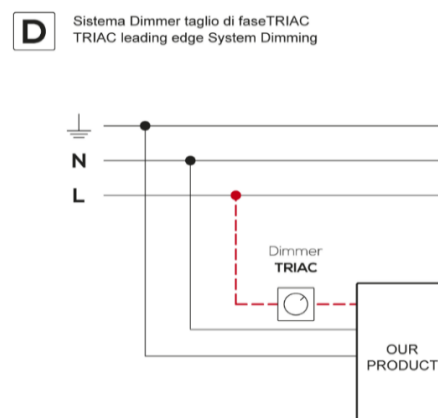 D
Sistema Dimmer taglio di faseTRIAC
TRIAC leading edge System Dimming
N
L
Dimmer
TRIAC
OUR
PRODUCT